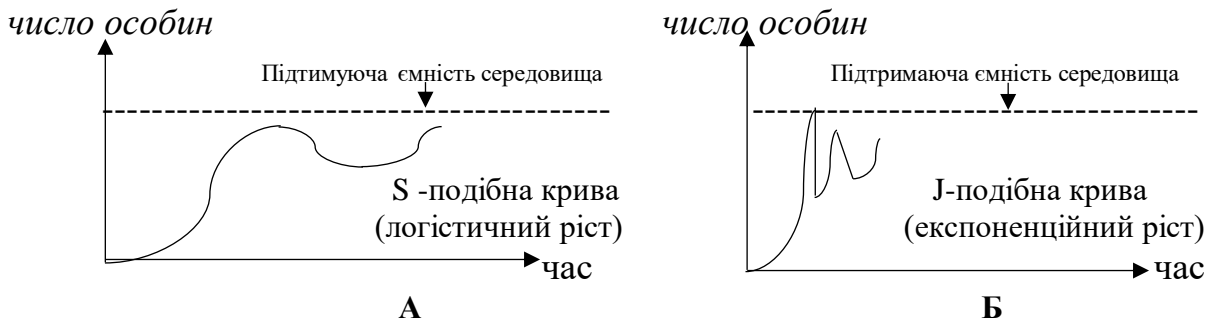 число особин
Підтимуюча ємність середовища
S -подібна крива
(логістичний ріст)
час
А
число особин
Підтримаюча ємність середовища
J-подібна крива
(експоненційний ріст)
час
Б